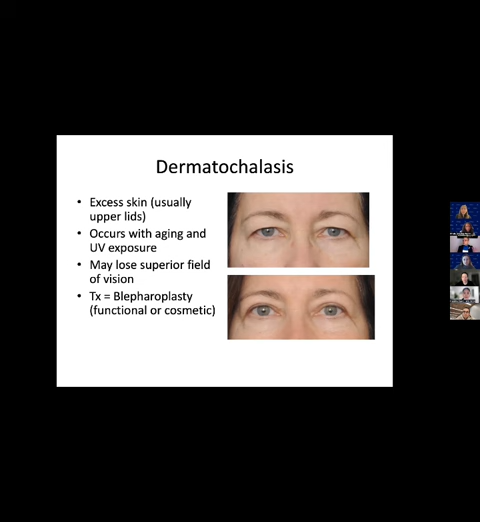 Dermatochalasis
• Excess skin (usually
upper lids)
• Occurs with aging and
UV exposure
• May lose superior field
of vision
• Tx = Blepharoplasty
(functional or cosmetic)